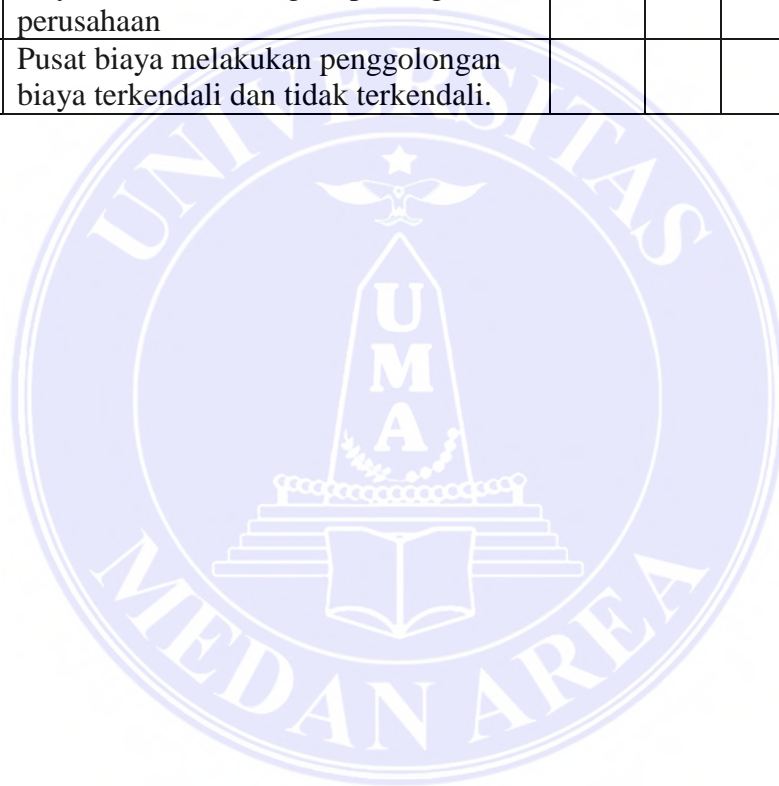 perusahaan
Pusat biaya melakukan penggolongan
biaya terkendali dan tidak terkendali.
UNIVERSITAS
U
M
A
MEDAN AREA